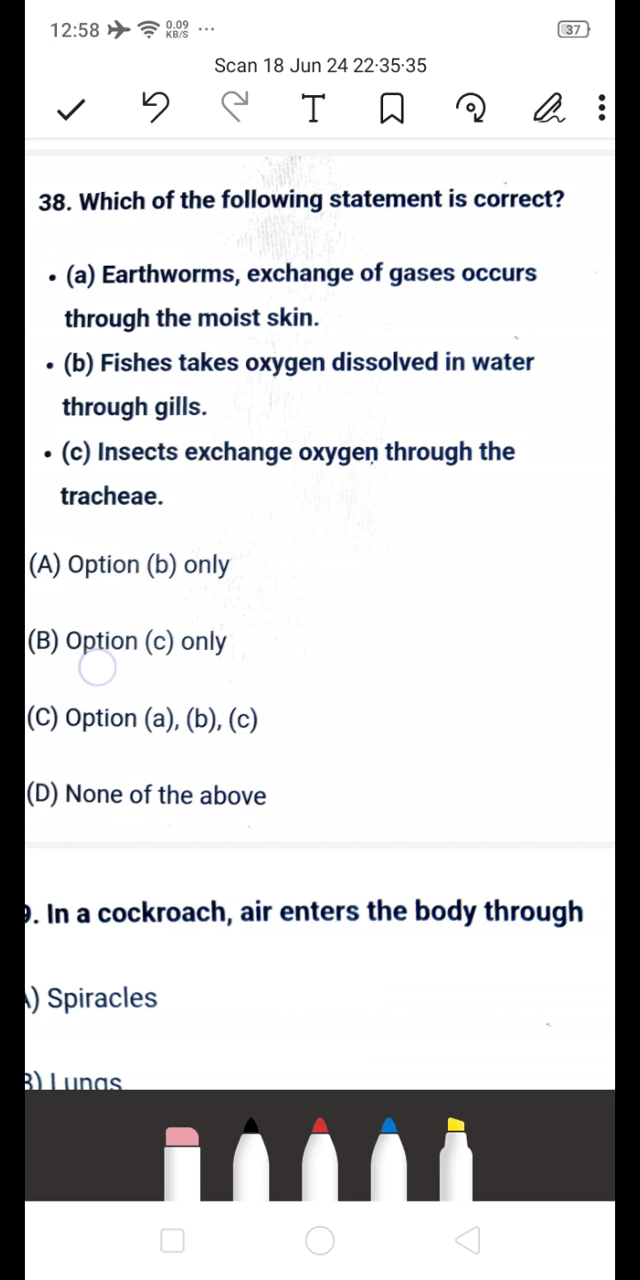 12:58 0.09 KB/S ... 37
Scan 18 Jun 24 22-35-35
T
38. Which of the following statement is correct?
• (a) Earthworms, exchange of gases occurs
through the moist skin.
• (b) Fishes takes oxygen dissolved in water
through gills.
• (c) Insects exchange oxygen through the
tracheae.
(A) Option (b) only
(B) Option (c) only
(C) Option (a), (b), (c)
(D) None of the above
9. In a cockroach, air enters the body through
A) Spiracles
B) Lungs